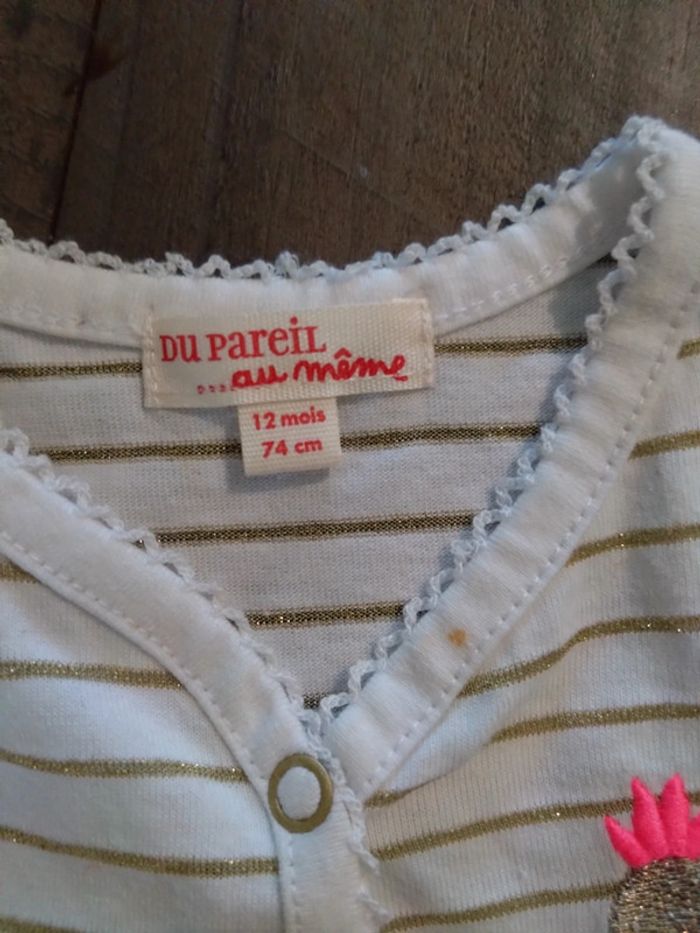 DU PareiL
....au même
12 mois
74 cm